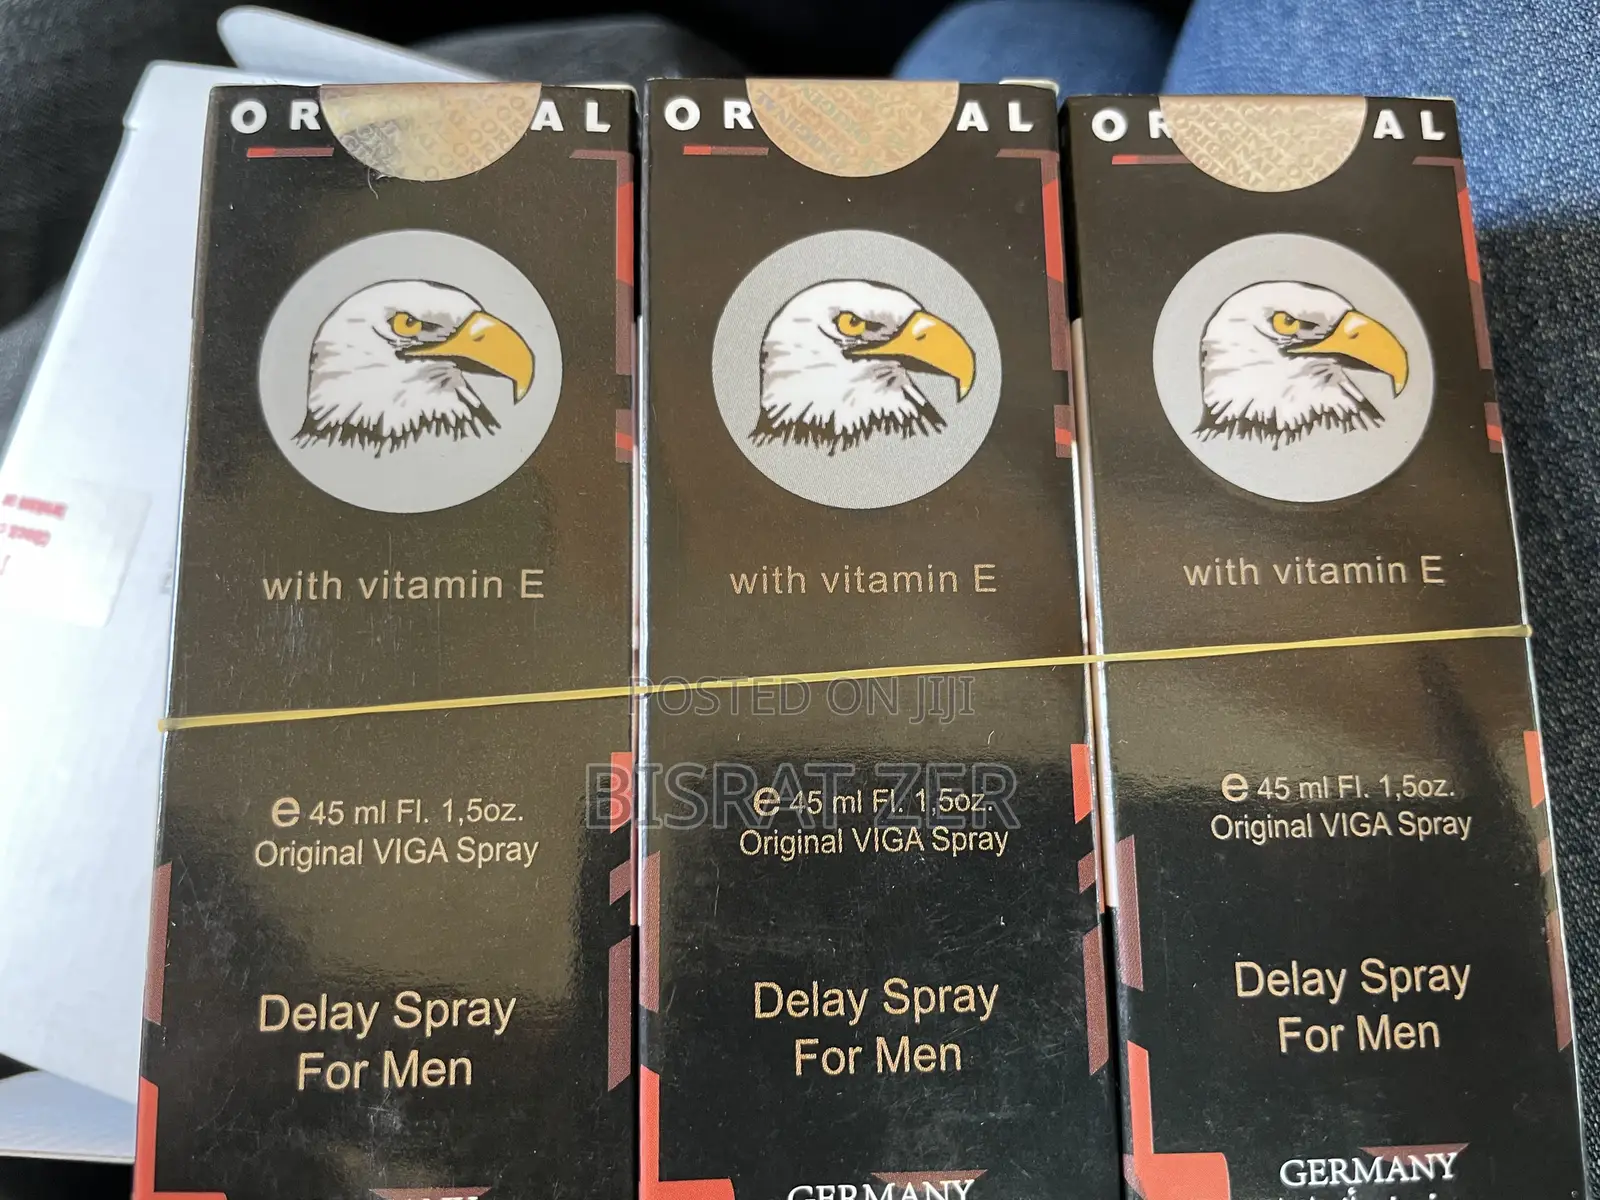 OR AL
with vitamin E
e 45 ml Fl. 1,5oz.
Original VIGA Spray
Delay Spray
For Men
OR AL
with vitamin E
e 45 ml Fl. 1,5oz.
Original VIGA Spray
Delay Spray
For Men
GERMANY
O AL
with vitamin E
e 45 ml Fl. 1,5oz.
Original VIGA Spray
Delay Spray
For Men
GERMANY
POSTED ON JIJI
BISRAT ZER